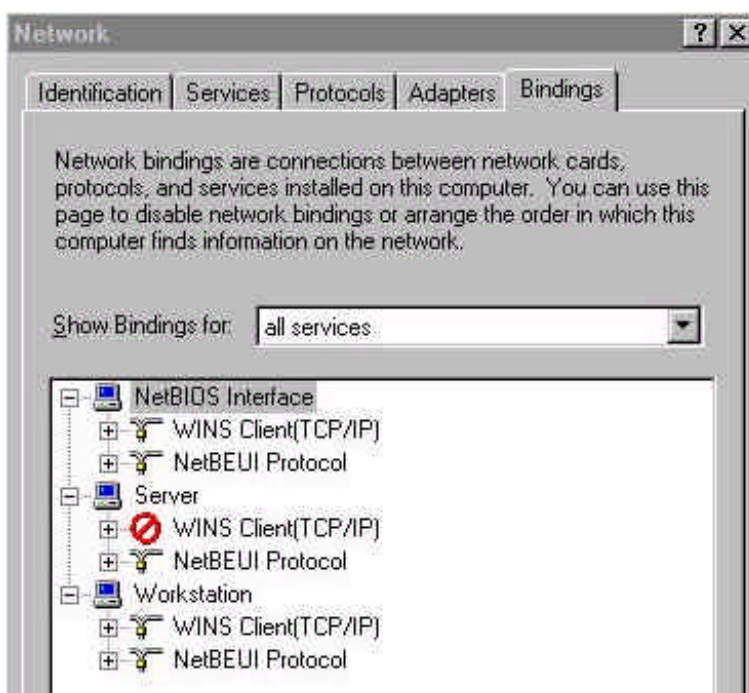 Network
Identification Services Protocols Adapters Bindings
Network bindings are connections between network cards,
protocols, and services installed on this computer. You can use this
page to disable network bindings or arrange the order in which this
computer finds information on the network.
Show Bindings for: all services
NetBIOS Interface
WINS Client(TCP/IP)
NetBEUI Protocol
Server
WINS Client(TCP/IP)
NetBEUI Protocol
Workstation
WINS Client(TCP/IP)
NetBEUI Protocol